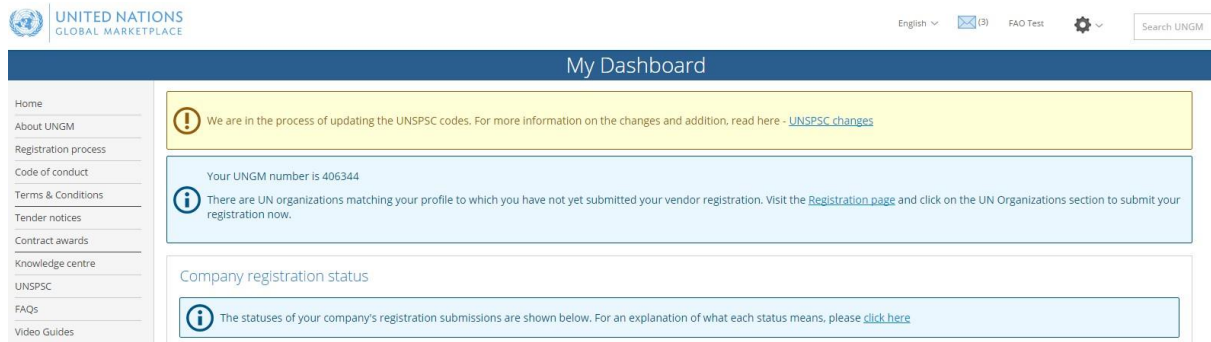 UNITED NATIONS
GLOBAL MARKETPLACE
English
(3)
FAO Test
Search UNGM
My Dashboard
Home
About UNGM
Registration process
Code of conduct
Terms & Conditions
Tender notices
Contract awards
Knowledge centre
UNSPSC
FAQs
Video Guides
We are in the process of updating the UNSPSC codes. For more information on the changes and addition, read here - UNSPSC changes
Your UNGM number is 406344
There are UN organizations matching your profile to which you have not yet submitted your vendor registration. Visit the Registration page and click on the UN Organizations section to submit your
registration now.
Company registration status
The statuses of your company's registration submissions are shown below. For an explanation of what each status means, please click here